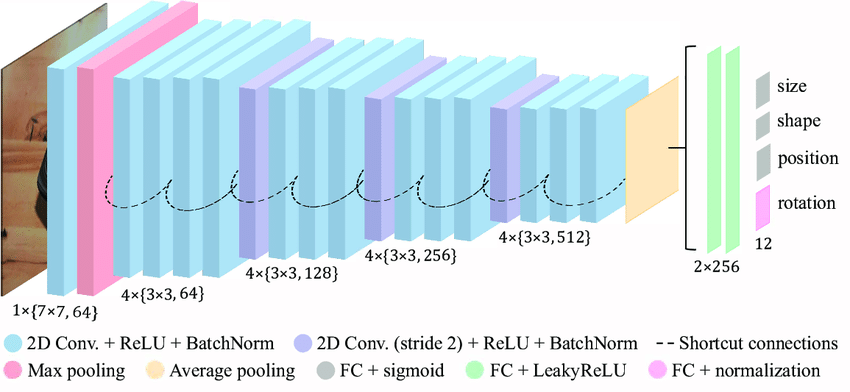 size
shape
position
rotation
12
2×256
4×{3×3, 512}
4×{3×3, 256}
4×{3×3, 128}
4×{3×3, 64}
1×{7×7, 64}
2D Conv. + ReLU + BatchNorm
2D Conv. (stride 2) + ReLU + BatchNorm
Shortcut connections
Max pooling
Average pooling
FC + sigmoid
FC + LeakyReLU
FC + normalization